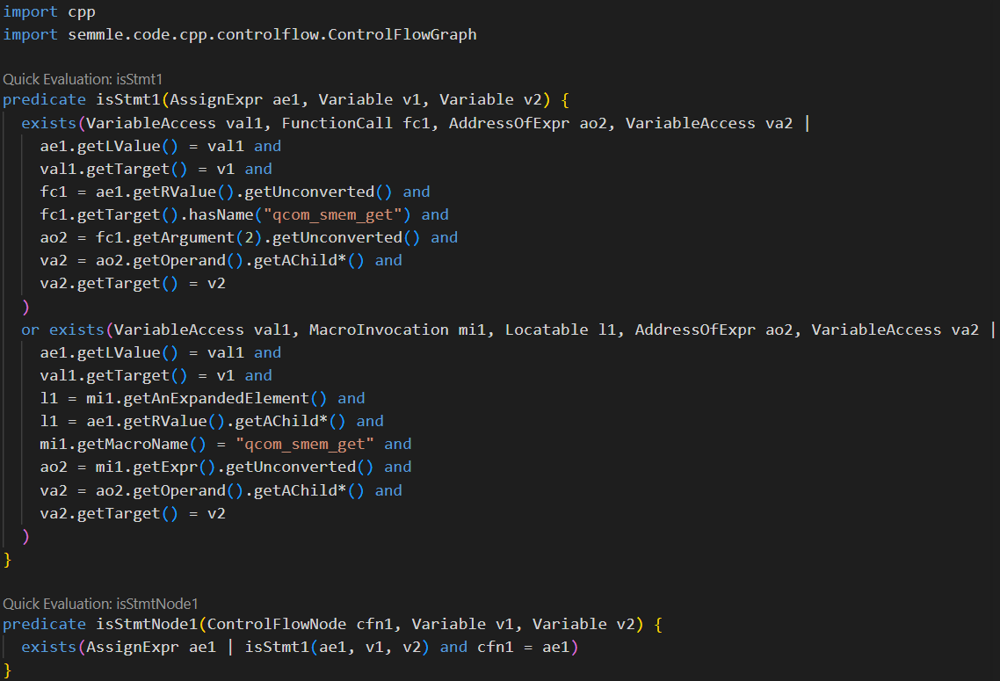 import cpp
import semmle.code.cpp.controlflow.ControlFlowGraph
Quick Evaluation: isStmt1
predicate isStmt1(AssignExpr ae1, Variable v1, Variable v2) {
exists(VariableAccess val1, FunctionCall fc1, AddressOfExpr ao2, VariableAccess va2 |
ae1.getLValue() = val1 and
val1.getTarget() = v1 and
fc1 = ae1.getRValue().getUnconverted() and
fc1.getTarget().hasName("qcom_smem_get") and
ao2 = fc1.getArgument(2).getUnconverted() and
va2 = ao2.getOperand().getAChild*() and
va2.getTarget() = v2
)
or exists(VariableAccess val1, MacroInvocation mi1, Locatable l1, AddressOfExpr ao2, VariableAccess va2 |
ae1.getLValue() = val1 and
val1.getTarget() = v1 and
l1 = mi1.getAnExpandedElement() and
l1 = ae1.getRValue().getAChild*() and
mi1.getMacroName() = "qcom_smem_get" and
ao2 = mi1.getExpr().getUnconverted() and
va2 = ao2.getOperand().getAChild*() and
va2.getTarget() = v2
)
}
Quick Evaluation: isStmtNode1
predicate isStmtNode1(ControlFlowNode cfn1, Variable v1, Variable v2) {
exists(AssignExpr ae1 | isStmt1(ae1, v1, v2) and cfn1 = ae1)
}